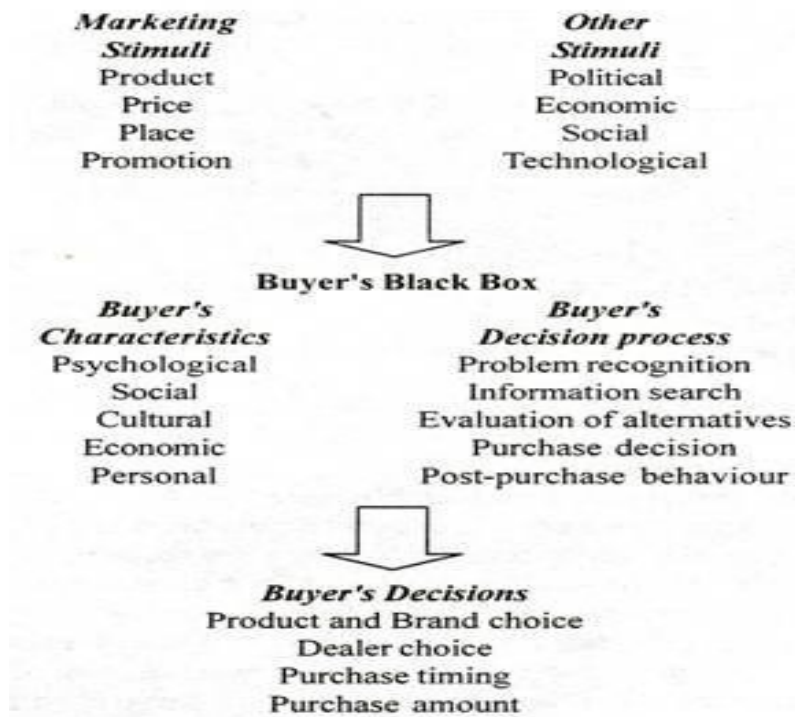 Marketing
Stimuli
Product
Price
Place
Promotion
Other
Stimuli
Political
Economic
Social
Technological
Buyer's Black Box
Buyer's
Characteristics
Psychological
Social
Cultural
Economic
Personal
Buyer's
Decision process
Problem recognition
Information search
Evaluation of alternatives
Purchase decision
Post-purchase behaviour
Buyer's Decisions
Product and Brand choice
Dealer choice
Purchase timing
Purchase amount